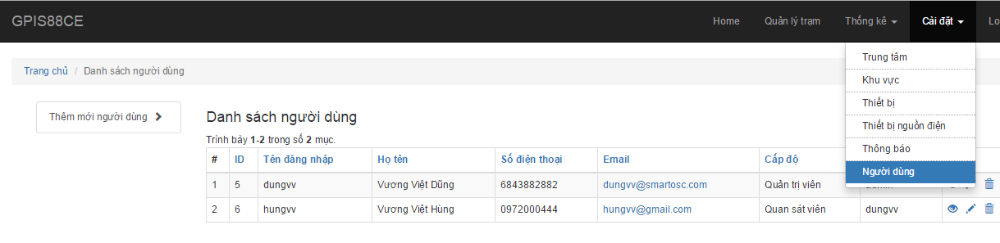 GPIS88CE Home Quản lý trạm Thống kê Cài đặt Lo
Trang chủ / Danh sách người dùng
Trung tâm
Khu vực
Thiết bị
Thiết bị nguồn điện
Thông báo
Người dùng
Thêm mới người dùng
Danh sách người dùng
Trình bày 1-2 trong số 2 mục.
# ID Tên đăng nhập Họ tên Số điện thoại Email Cấp độ
1 5 dungvv Vương Việt Dũng 6843882882 dungvv@smartosc.com Quản trị viên
2 6 hungvv Vương Việt Hùng 0972000444 hungvv@gmail.com Quan sát viên dungvv